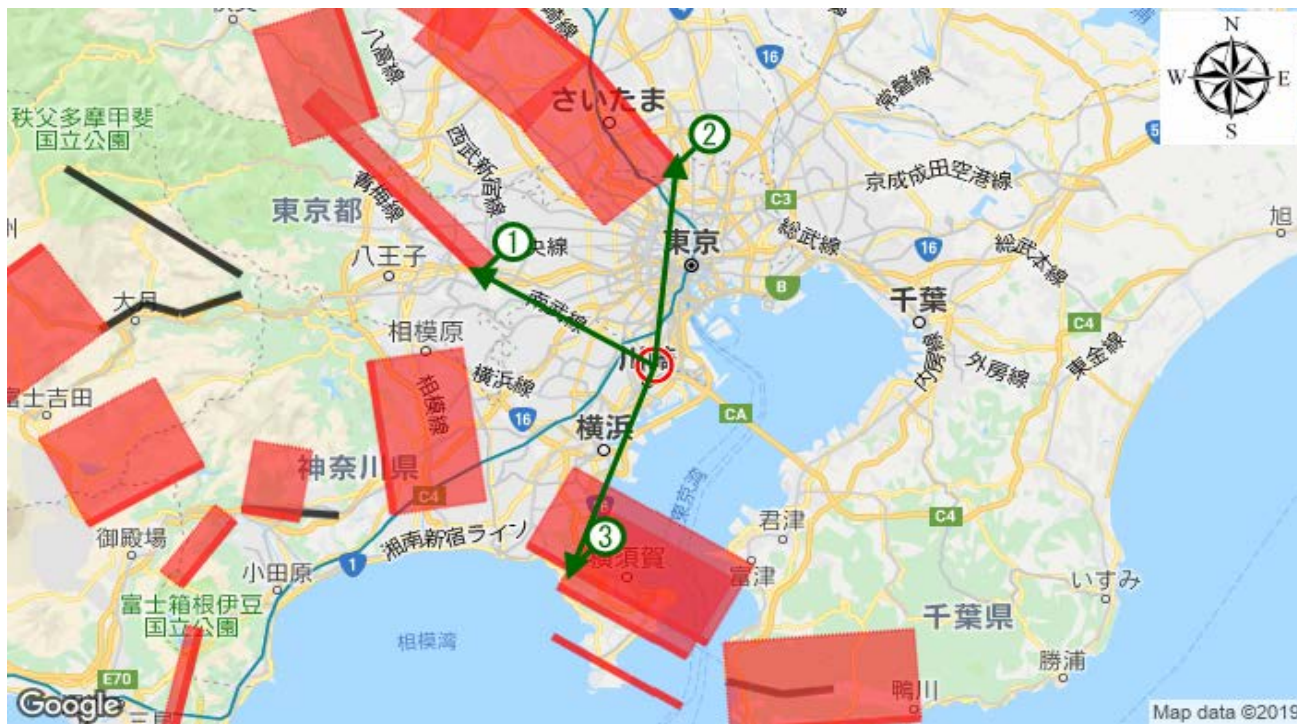 N
W
E
S
16
八高線
さいたま
常磐線
秩父多摩甲斐
国立公園
西武新宿線
②
京成成田空港線
青梅線
C3
東京都
旭
①
央線
東京
総武線
16
総武本線
八王子
B
大月
南武線
千葉
C4
相模原
内房線
外房線
東金線
横浜線
相模線
富士吉田
16
CA
横浜
神奈川県
C4
東京湾
C4
君津
御殿場
湘南新宿ライン
③
1
横須賀
富津
小田原
いすみ
富士箱根伊豆
国立公園
千葉県
相模湾
勝浦
E70
鴨川
Google
Map data ©2019